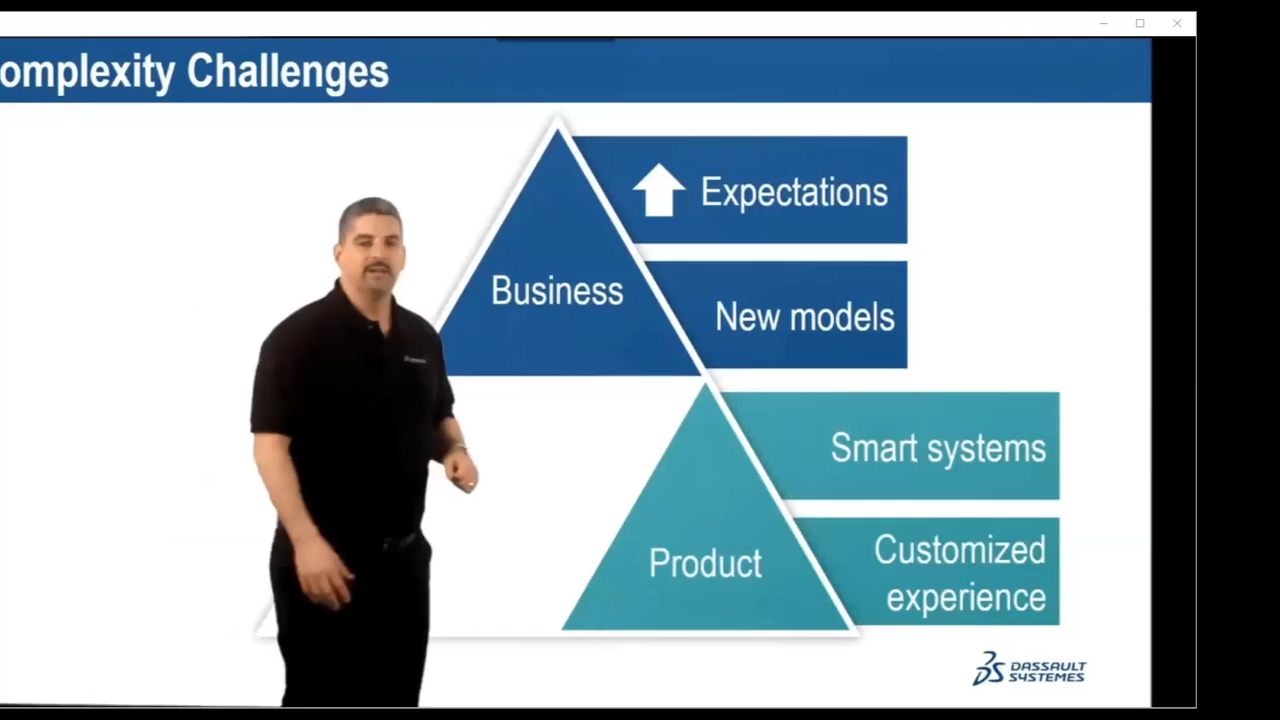 omplexity Challenges
Expectations
Business
New models
Smart systems
Product
Customized
experience
DASSAULT
SYSTEMES